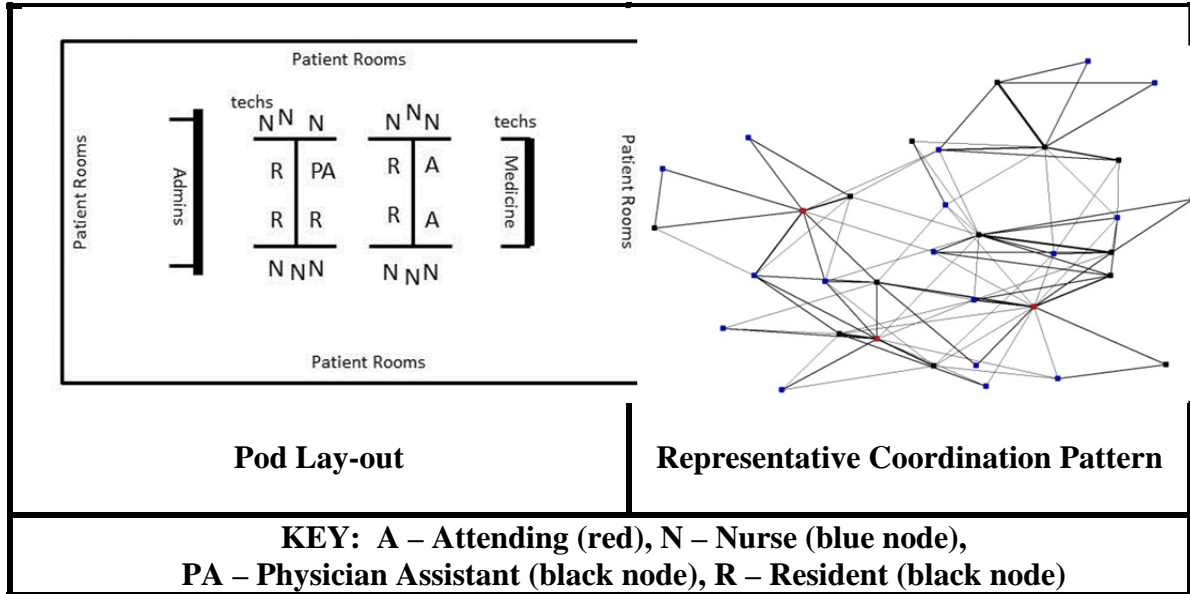 Patient Rooms
techs
N N N
N N N
techs
R PA
R A
R R
R A
N N N
N N N
Patient Rooms
Admins
Medicine
Patient Rooms
Patient Rooms
Pod Lay-out
Representative Coordination Pattern
KEY: A – Attending (red), N – Nurse (blue node),
PA – Physician Assistant (black node), R – Resident (black node)